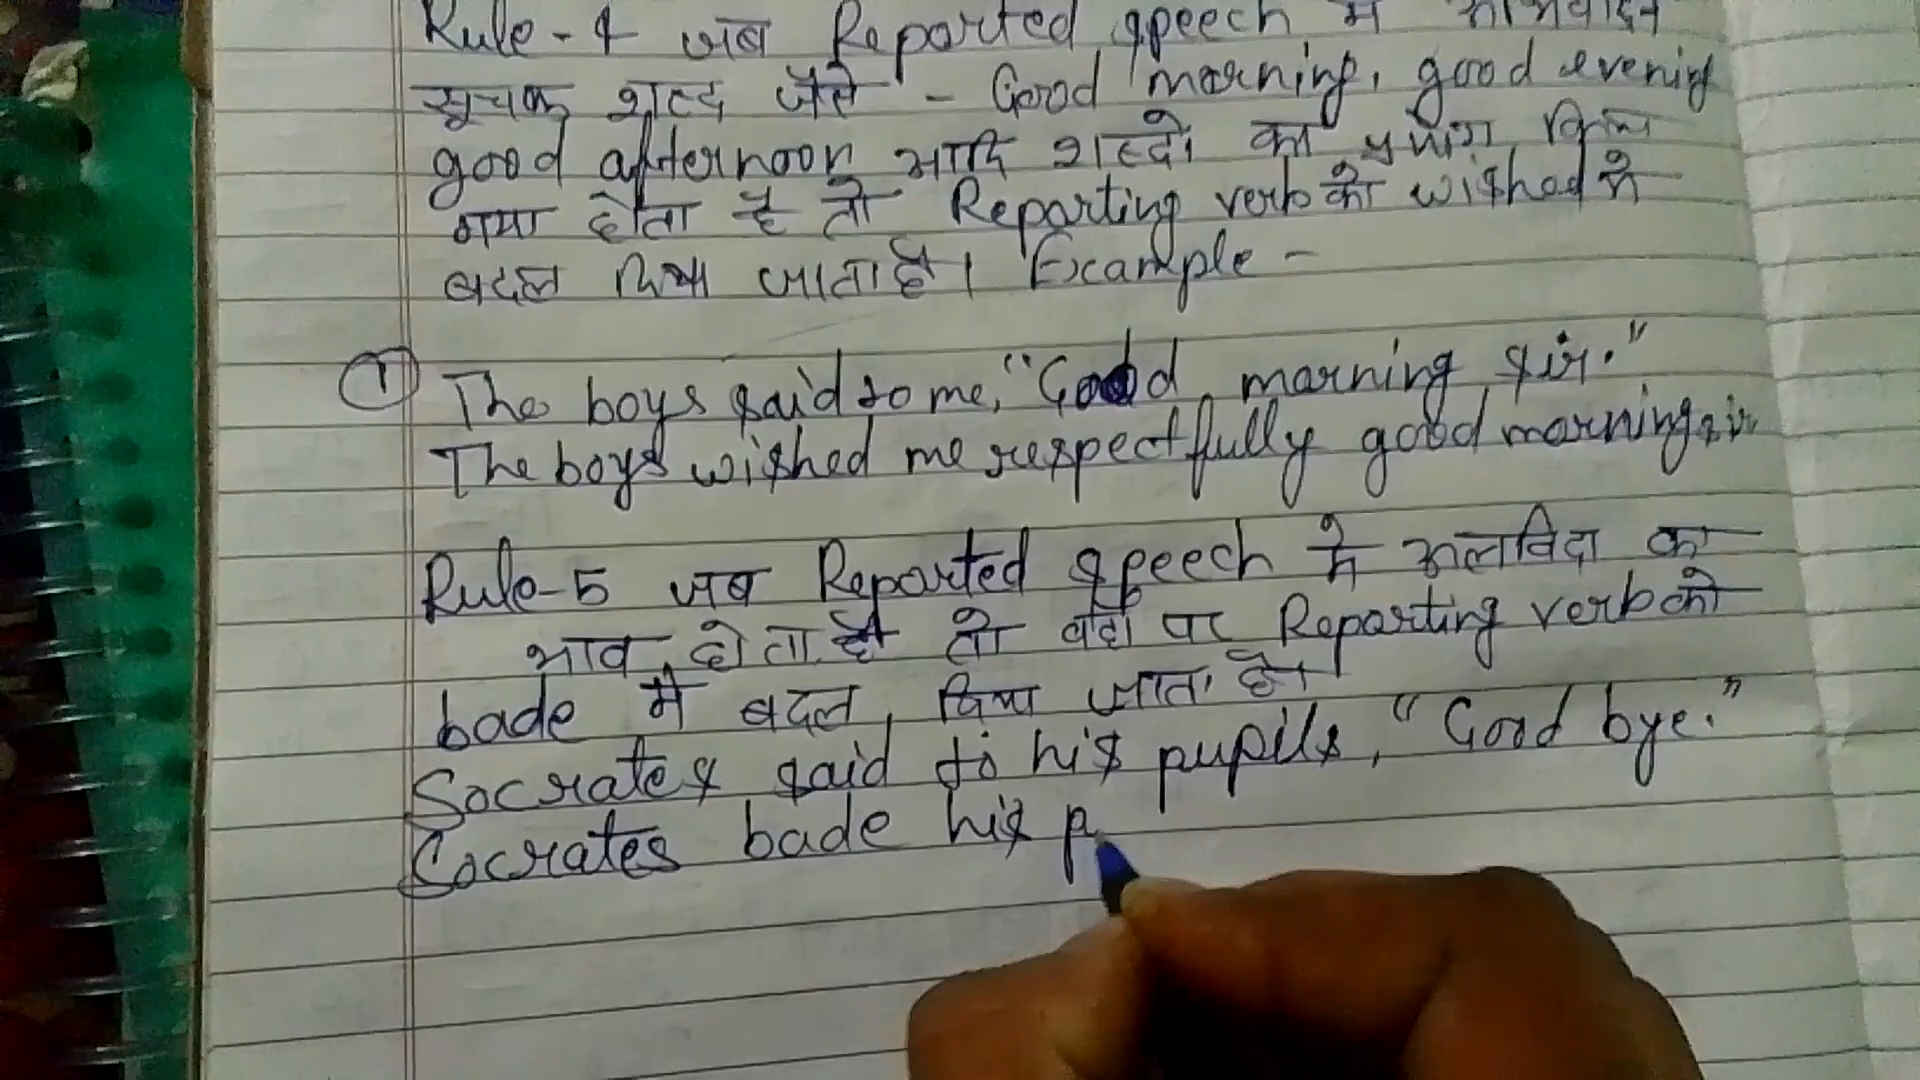 Rule-4 जब Reported speech में अभिवादन
सूचक शब्द जैसे - Good morning, good evening
good afternoon आदि शब्दों का प्रयोग किया
गया होता है तो Reporting verb को wished में
बदल दिया जाता है। Example -
① The boys said to me, "Good morning sir."
The boys wished me respectfully good morning sir
Rule-5 जब Reported speech में अलविदा का
भाव होता है तो वहाँ पर Reporting verb को
bade में बदल दिया जाता है।
Socrates said to his pupils, "Good bye."
Socrates bade his p